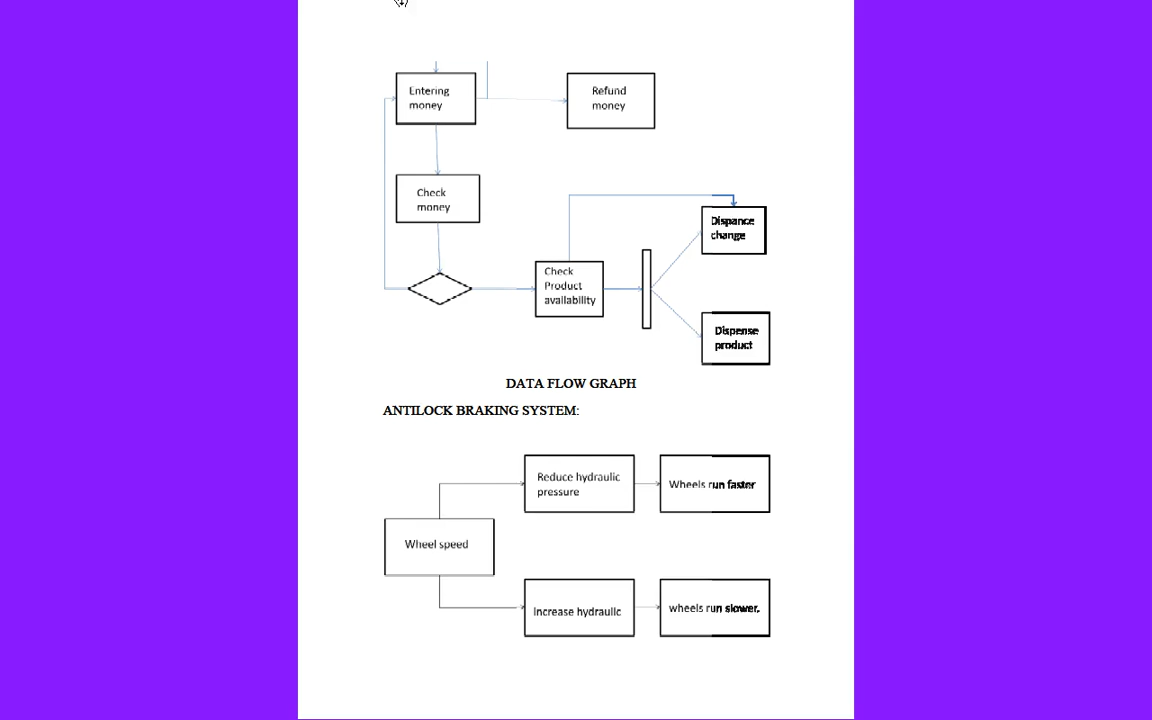 Entering
money
Refund
money
Check
money
Dispance
change
Check
Product
availability
Dispense
product
DATA FLOW GRAPH
ANTILOCK BRAKING SYSTEM:
Reduce hydraulic
pressure
Wheels run faster
Wheel speed
Increase hydraulic
wheels run slower.